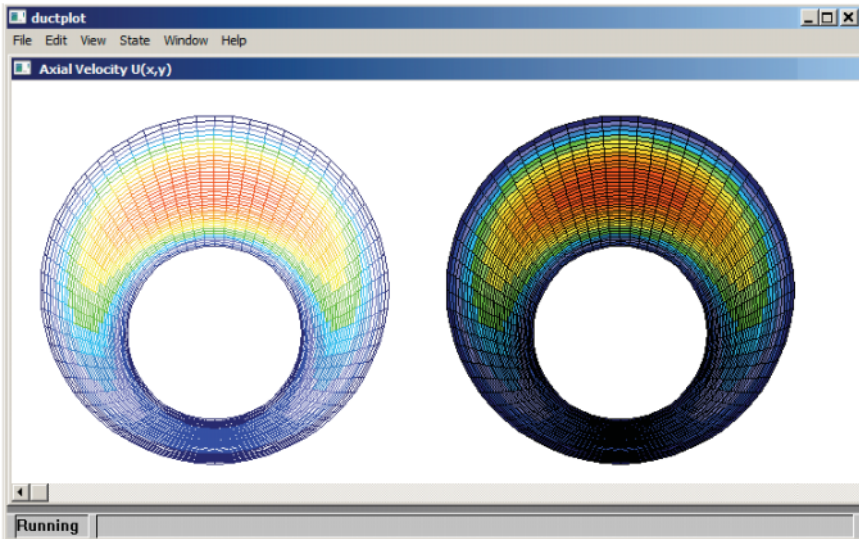 ductplot
File Edit View State Window Help
Axial Velocity U(x,y)
Running